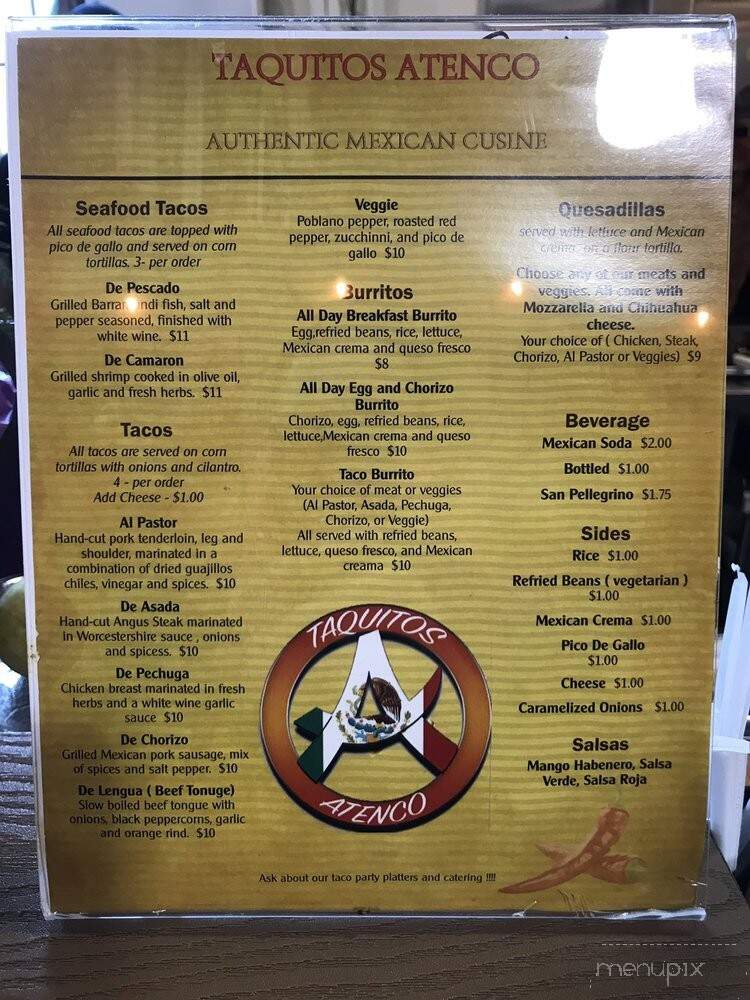 TAQUITOS ATENCO
AUTHENTIC MEXICAN CUSINE
Seafood Tacos
All seafood tacos are topped with
pico de gallo and served on corn
tortillas. 3- per order
De Pescado
Grilled fish, salt and
pepper seasoned, finished with
white wine. $11
De Camaron
Grilled shrimp cooked in olive oil,
garlic and fresh herbs. $11
Tacos
All tacos are served on corn
tortillas with onions and cilantro.
4 - per order
Add Cheese - $1.00
Al Pastor
Hand-cut pork tenderloin, leg and
shoulder, marinated in a
combination of dried guajillos
chiles, vinegar and spices. $10
De Asada
Hand-cut Angus Steak marinated
in Worcestershire sauce , onions
and spicess. $10
De Pechuga
Chicken breast marinated in fresh
herbs and a white wine garlic
sauce $10
De Chorizo
Grilled Mexican pork sausage, mix
of spices and salt pepper. $10
De Lengua ( Beef Tonuge)
Slow boiled beef tongue with
onions, black peppercorns, garlic
and orange rind. $10
Veggie
Poblano pepper, roasted red
pepper, zucchinni, and pico de
gallo $10
Burritos
All Day Breakfast Burrito
Egg,refried beans, rice, lettuce,
Mexican crema and queso fresco
$8
All Day Egg and Chorizo
Burrito
Chorizo, egg, refried beans, rice,
lettuce,Mexican crema and queso
fresco $10
Taco Burrito
Your choice of meat or veggies
(Al Pastor, Asada, Pechuga,
Chorizo, or Veggie)
All served with refried beans,
lettuce, queso fresco, and Mexican
creama $10
TAQUITOS
A
ATENCO
Quesadillas
served with lettuce and Mexican
crema on a flour tortilla.
Choose any of our meats and
veggies. All come with
Mozzarella and Chihuahua
cheese.
Your choice of ( Chicken, Steak,
Chorizo, Al Pastor or Veggies) $9
Beverage
Mexican Soda $2.00
Bottled $1.00
San Pellegrino $1.75
Sides
Rice $1.00
Refried Beans ( vegetarian )
$1.00
Mexican Crema $1.00
Pico De Gallo
$1.00
Cheese $1.00
Caramelized Onions $1.00
Salsas
Mango Habenero, Salsa
Verde, Salsa Roja
Ask about our taco party platters and catering !!!!
menupix